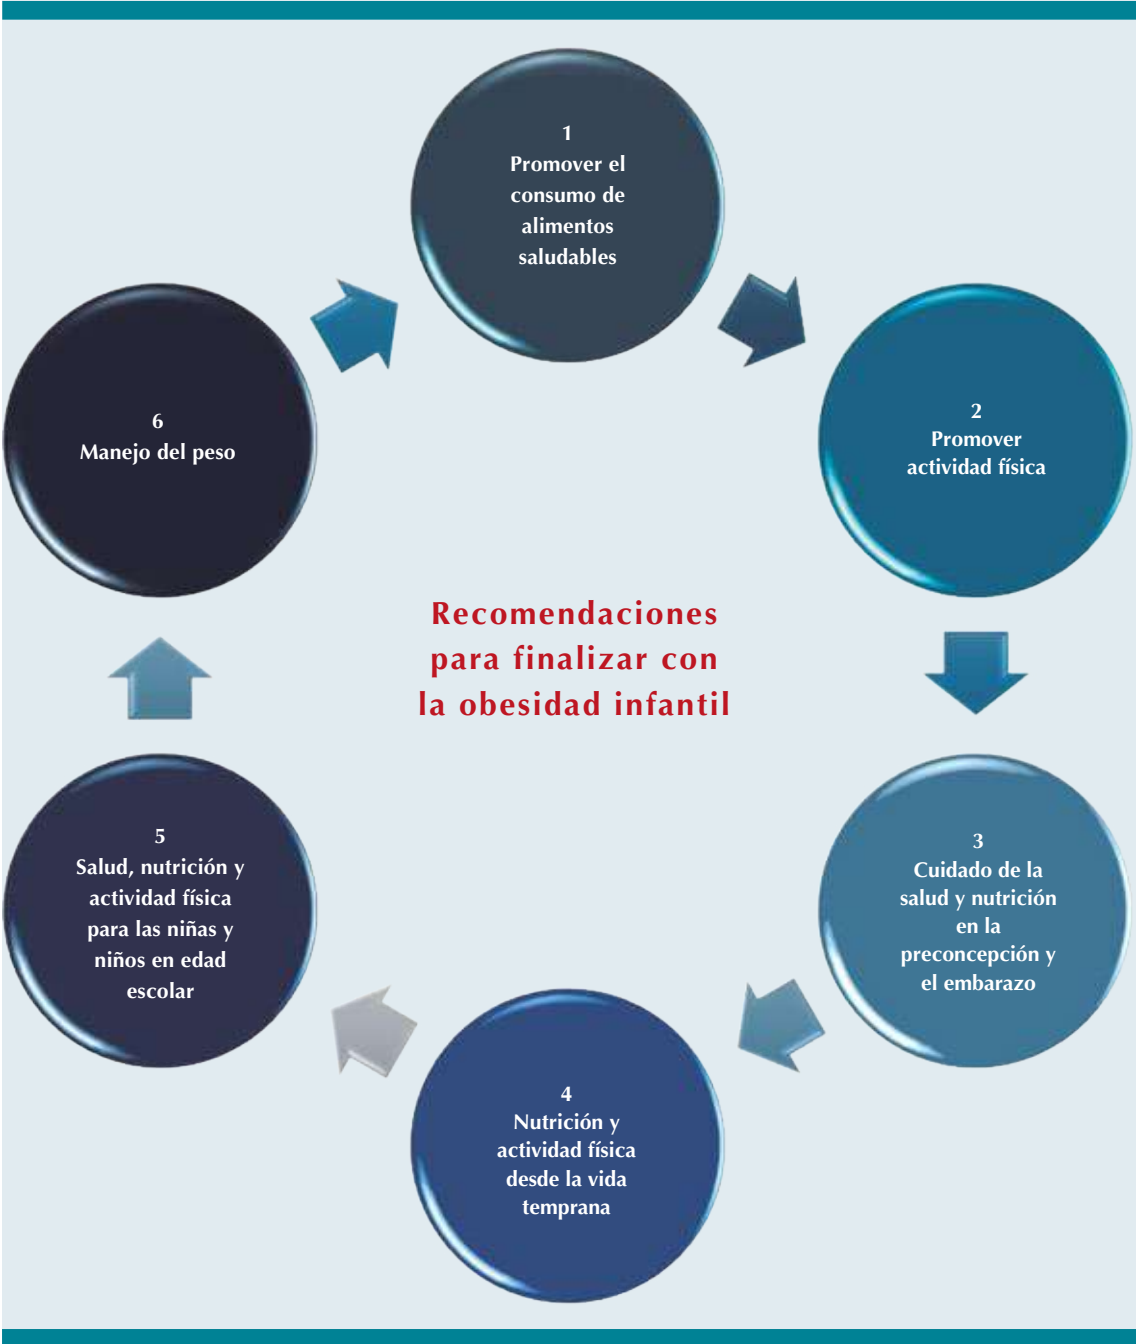 1
Promover el
consumo de
alimentos
saludables
2
Promover
actividad física
3
Cuidado de la
salud y nutrición
en la
preconcepción y
el embarazo
4
Nutrición y
actividad física
desde la vida
temprana
5
Salud, nutrición y
actividad física
para las niñas y
niños en edad
escolar
6
Manejo del peso
Recomendaciones
para finalizar con
la obesidad infantil